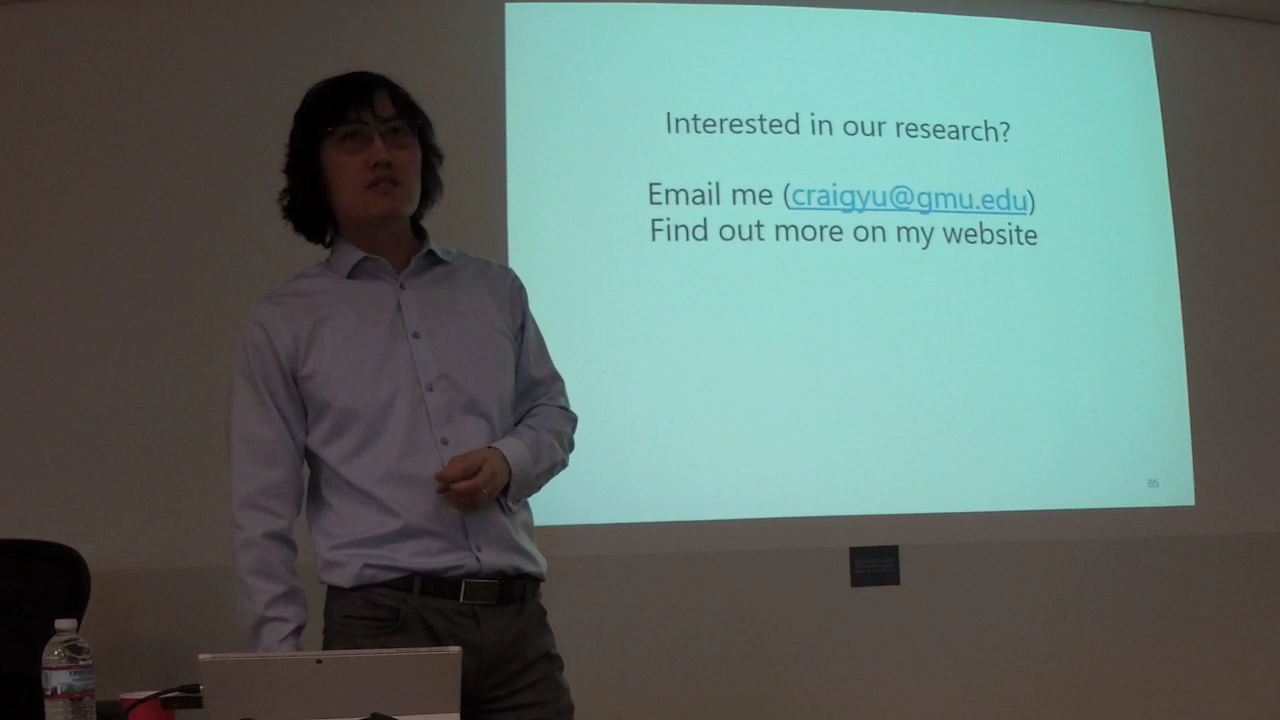 Interested in our research?
Email me (craigyu@gmu.edu)
Find out more on my website
65